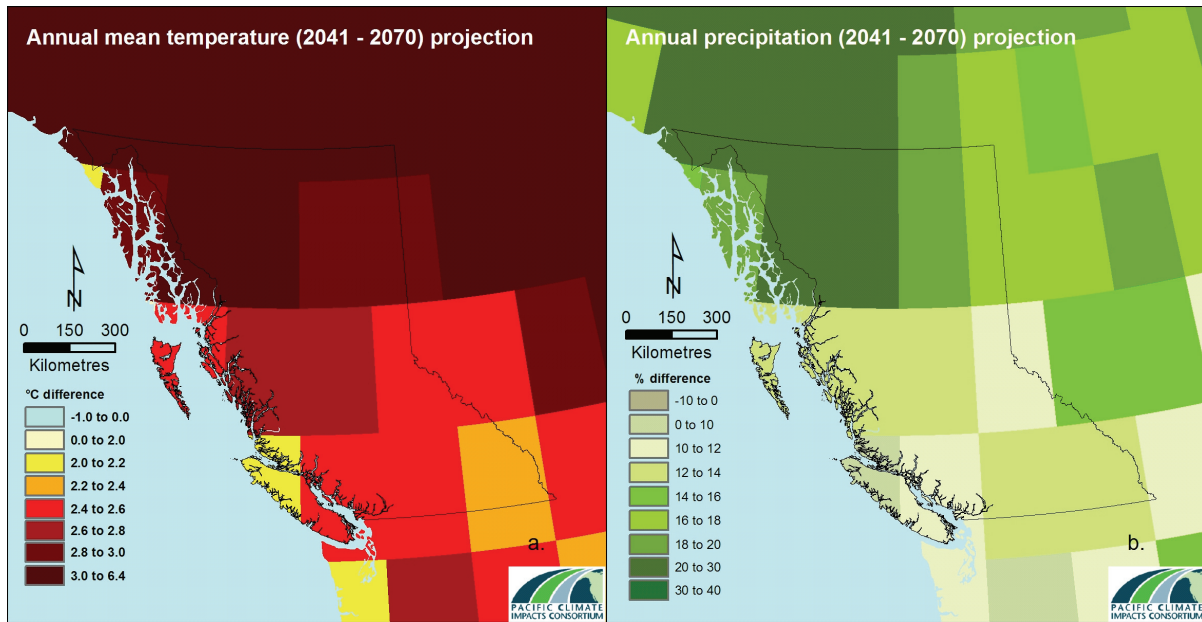 Annual mean temperature (2041 - 2070) projection
N
0 150 300
Kilometres
°C difference
-1.0 to 0.0
0.0 to 2.0
2.0 to 2.2
2.2 to 2.4
2.4 to 2.6
2.6 to 2.8
2.8 to 3.0
3.0 to 6.4
a.
PACIFIC CLIMATE
IMPACTS CONSORTIUM
Annual precipitation (2041 - 2070) projection
N
0 150 300
Kilometres
% difference
-10 to 0
0 to 10
10 to 12
12 to 14
14 to 16
16 to 18
18 to 20
20 to 30
30 to 40
b.
PACIFIC CLIMATE
IMPACTS CONSORTIUM